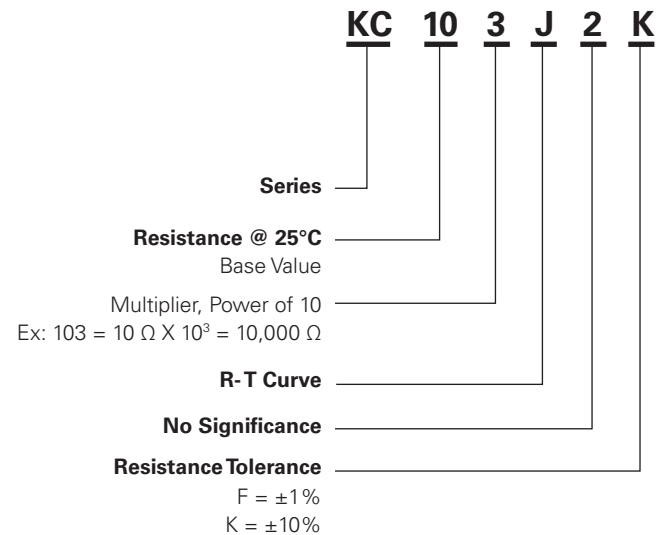 KC 10 3 J 2 K
Series
Resistance @ 25°C
Base Value
Multiplier, Power of 10
Ex: 103 = 10 Ω X 10³ = 10,000 Ω
R-T Curve
No Significance
Resistance Tolerance
F = ±1%
K = ±10%